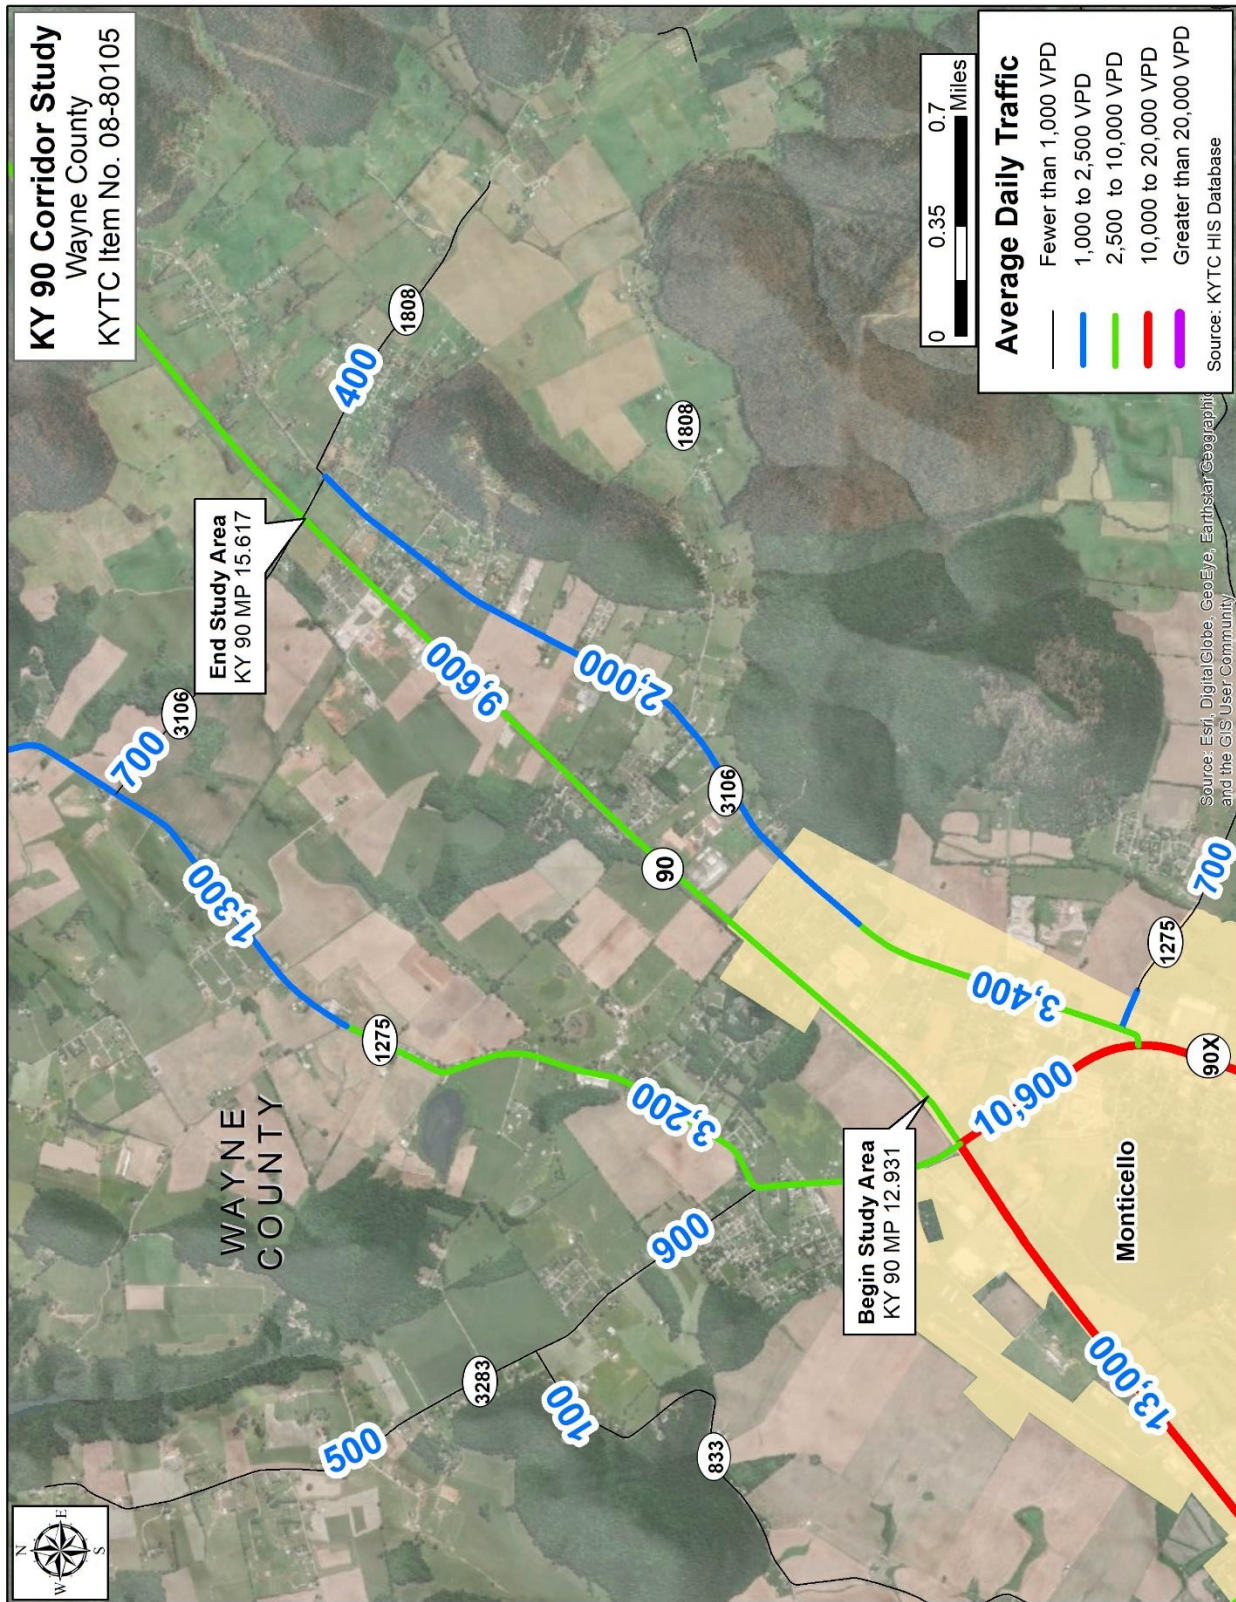 KY 90 Corridor Study
Wayne County
KYTC Item No. 08-80105
N
W
E
S
End Study Area
KY 90 MP 15.617
Begin Study Area
KY 90 MP 12.931
WAYNE
COUNTY
Monticello
500
3283
100
833
900
3,200
1275
1,300
700
3106
9,600
90
2,000
3106
400
1808
1808
3,400
10,900
90X
1275
700
13,000
0
0.35
0.7
Miles
Average Daily Traffic
Fewer than 1,000 VPD
1,000 to 2,500 VPD
2,500 to 10,000 VPD
10,000 to 20,000 VPD
Greater than 20,000 VPD
Source: KYTC HIS Database
Source: Esri, DigitalGlobe, GeoEye, Earthstar Geographic
and the GIS User Community